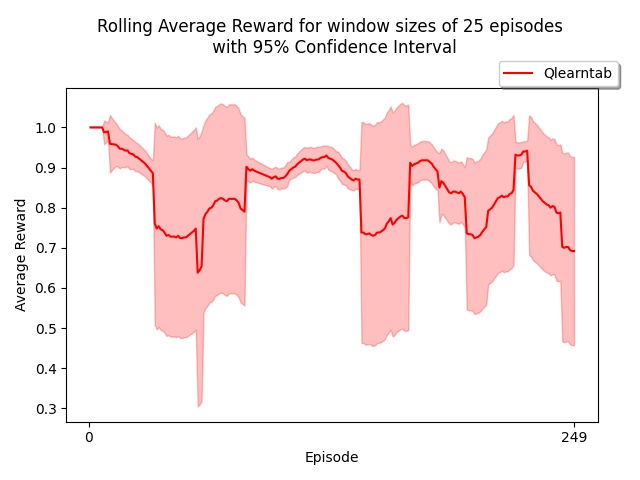 Rolling Average Reward for window sizes of 25 episodes
with 95% Confidence Interval
Qlearntab
Average Reward
1.0
0.9
0.8
0.7
0.6
0.5
0.4
0.3
0
249
Episode